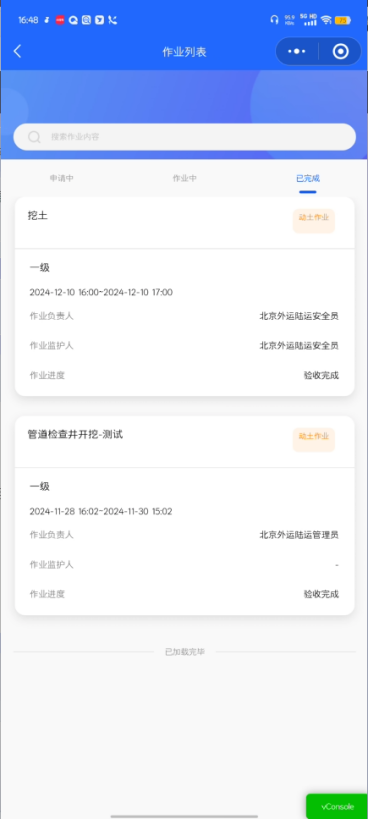 16:48
5G HD
作业列表
搜索作业内容
申请中 作业中 已完成
挖土 动土作业
一级
2024-12-10 16:00~2024-12-10 17:00
作业负责人 北京外运陆运安全员
作业监护人 北京外运陆运安全员
作业进度 验收完成
管道检查井开挖-测试 动土作业
一级
2024-11-28 16:02~2024-11-30 15:02
作业负责人 北京外运陆运管理员
作业监护人 -
作业进度 验收完成
已加载完毕
vConsole